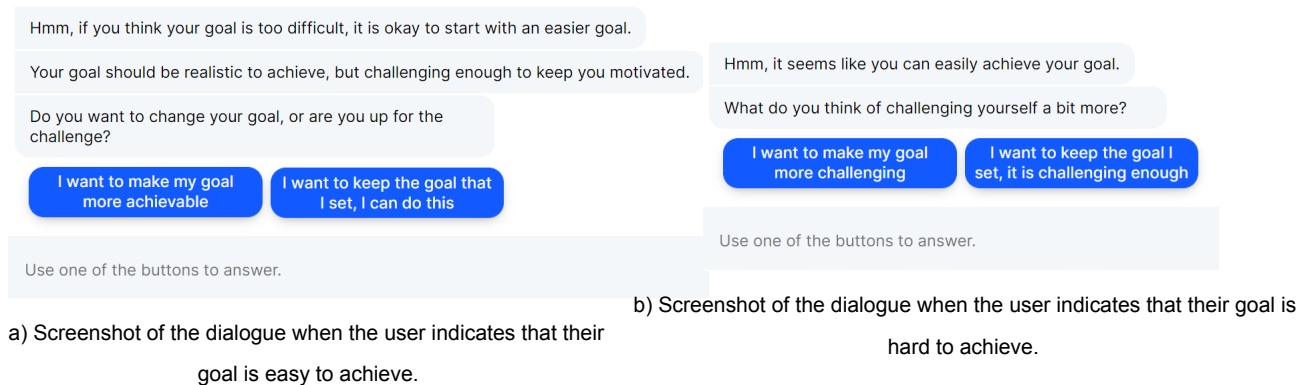 Hmm, if you think your goal is too difficult, it is okay to start with an easier goal.
Your goal should be realistic to achieve, but challenging enough to keep you motivated.
Do you want to change your goal, or are you up for the
challenge?
I want to make my goal
more achievable
I want to keep the goal that
I set, I can do this
Use one of the buttons to answer.
a) Screenshot of the dialogue when the user indicates that their
goal is easy to achieve.
Hmm, it seems like you can easily achieve your goal.
What do you think of challenging yourself a bit more?
I want to make my goal
more challenging
I want to keep the goal I
set, it is challenging enough
Use one of the buttons to answer.
b) Screenshot of the dialogue when the user indicates that their goal is
hard to achieve.